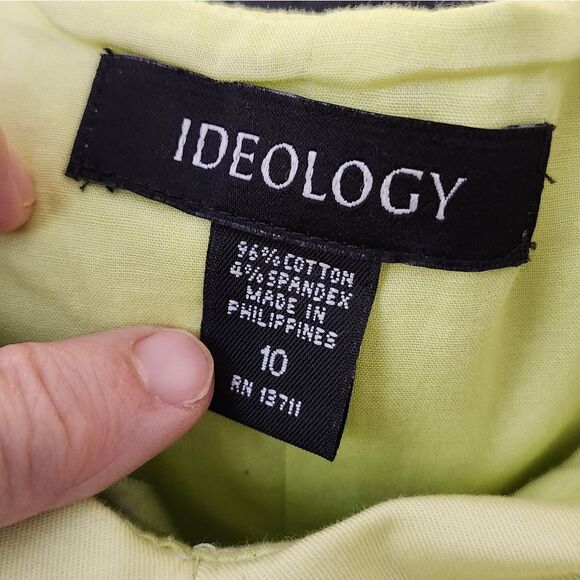 IDEOLOGY
96% COTTON
4% SPANDEX
MADE IN
PHILIPPINES
10
RN 13711